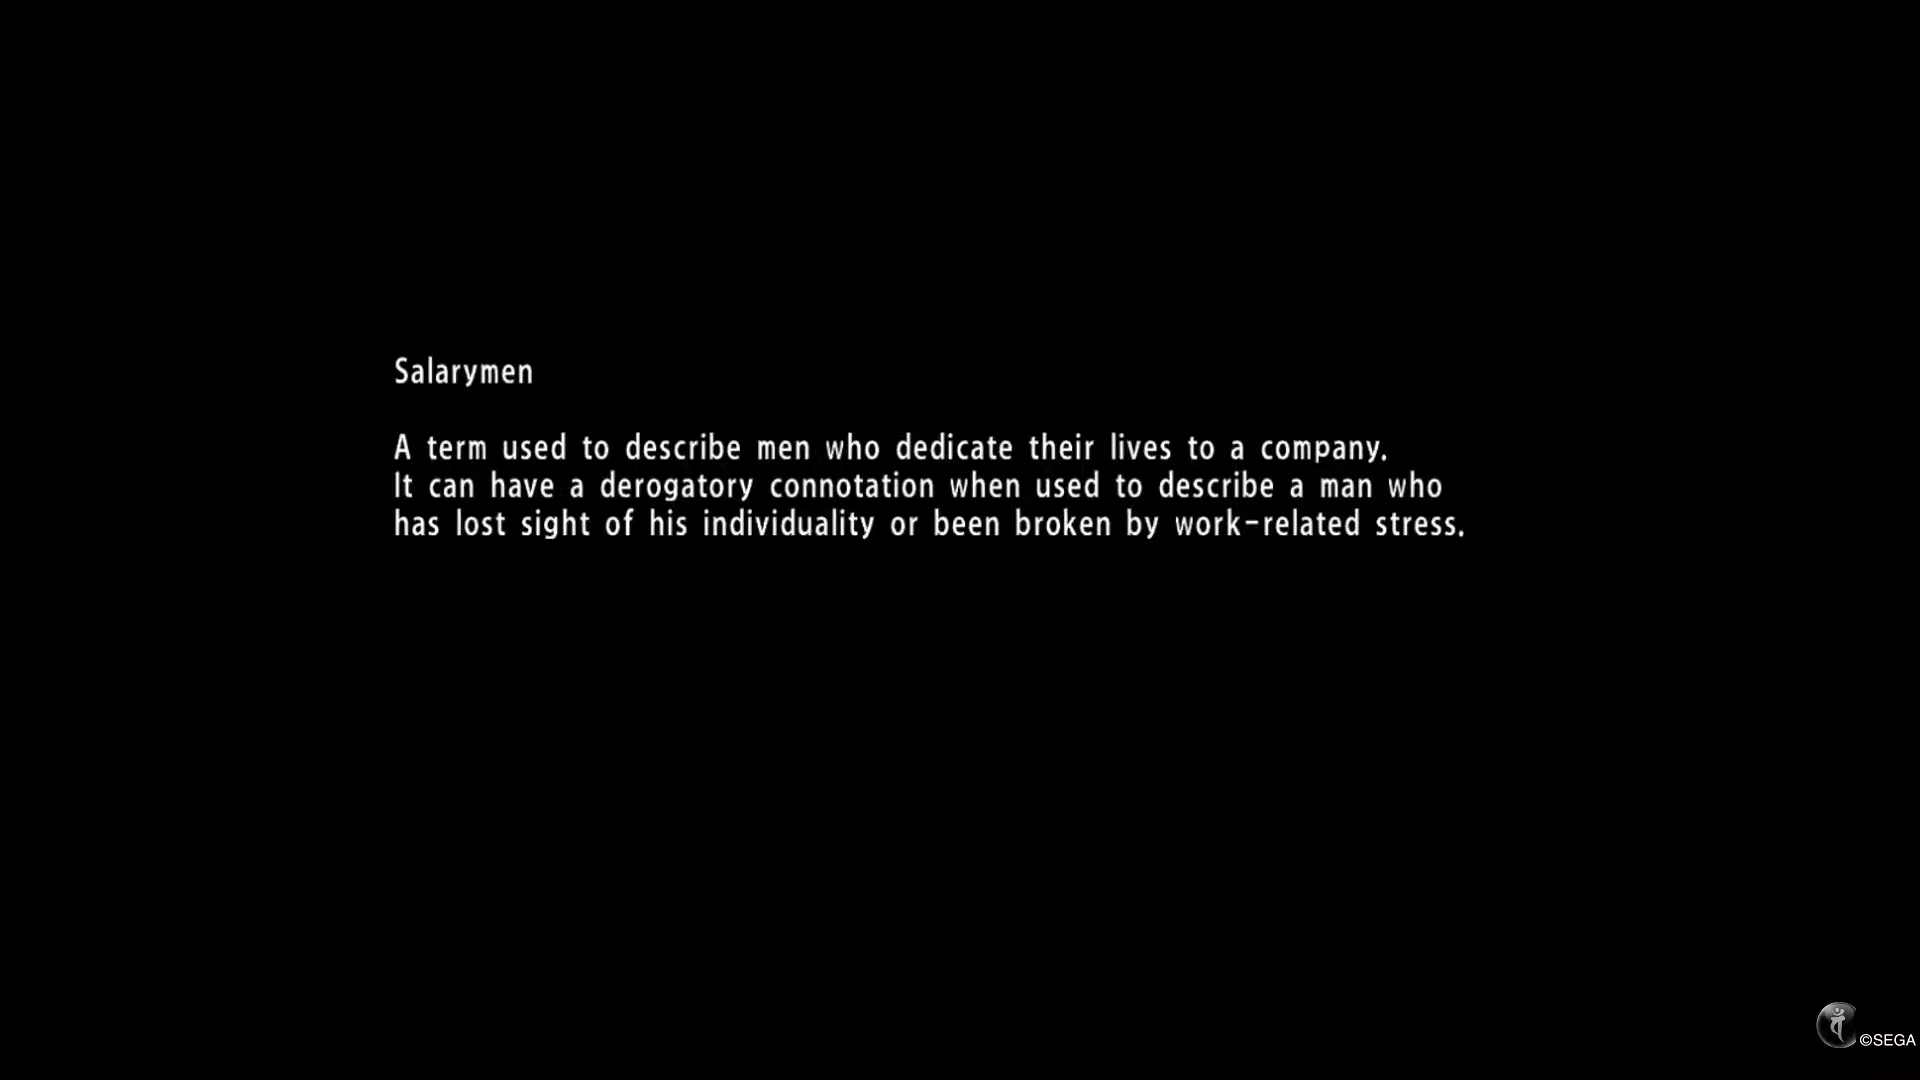 Salarymen
A term used to describe men who dedicate their lives to a company.
It can have a derogatory connotation when used to describe a man who
has lost sight of his individuality or been broken by work-related stress.
©SEGA